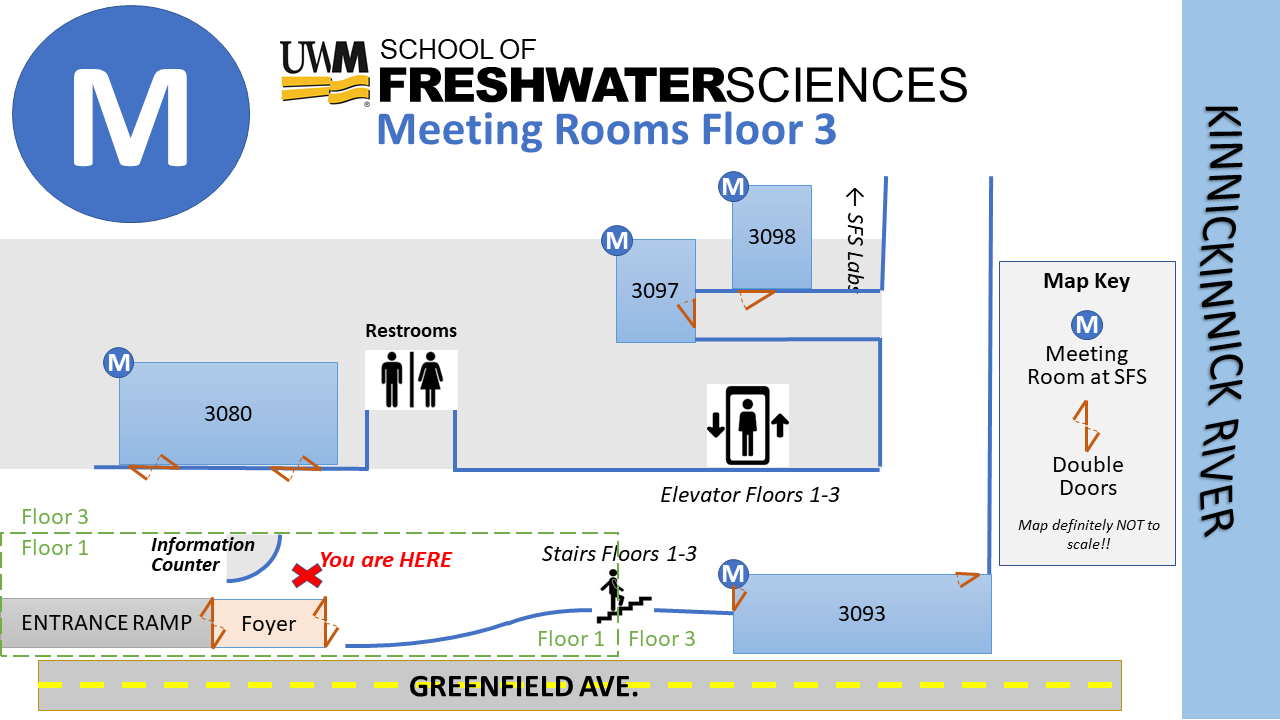 M
UWM SCHOOL OF
FRESHWATERSCIENCES
®
Meeting Rooms Floor 3
KINNICKINNICK RIVER
M
3098
← SFS Labs
M
3097
Map Key
M
Meeting
Room at SFS
Double
Doors
Map definitely NOT to
scale!!
Restrooms
M
3080
Elevator Floors 1-3
Floor 3
Floor 1
Information
Counter
You are HERE
Stairs Floors 1-3
M
3093
ENTRANCE RAMP
Foyer
Floor 1
Floor 3
GREENFIELD AVE.